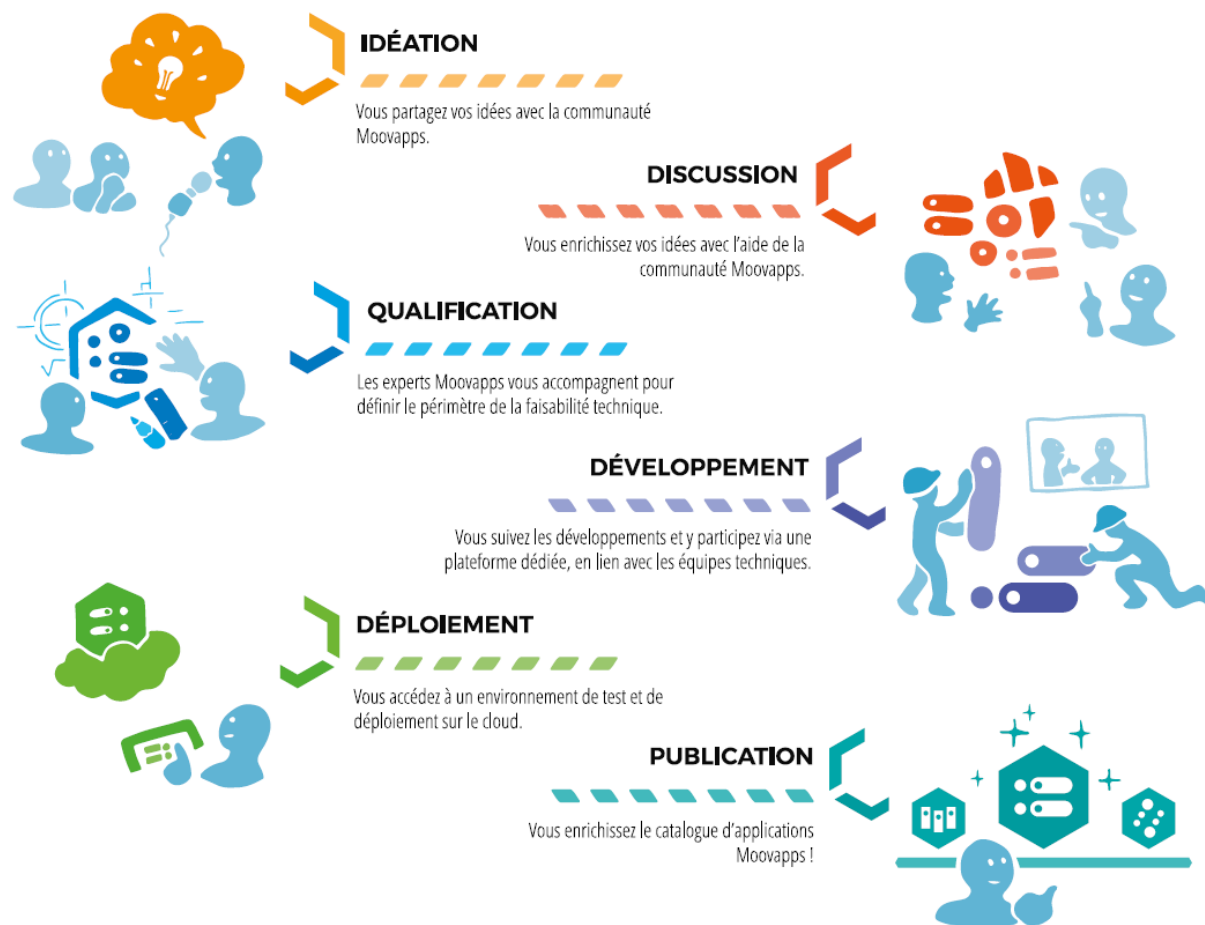 IDÉATION
Vous partagez vos idées avec la communauté
Moovapps.
DISCUSSION
Vous enrichissez vos idées avec l’aide de la
communauté Moovapps.
QUALIFICATION
Les experts Moovapps vous accompagnent pour
définir le périmètre de la faisabilité technique.
DÉVELOPPEMENT
Vous suivez les développements et y participez via une
plateforme dédiée, en lien avec les équipes techniques.
DÉPLOIEMENT
Vous accédez à un environnement de test et de
déploiement sur le cloud.
PUBLICATION
Vous enrichissez le catalogue d’applications
Moovapps !